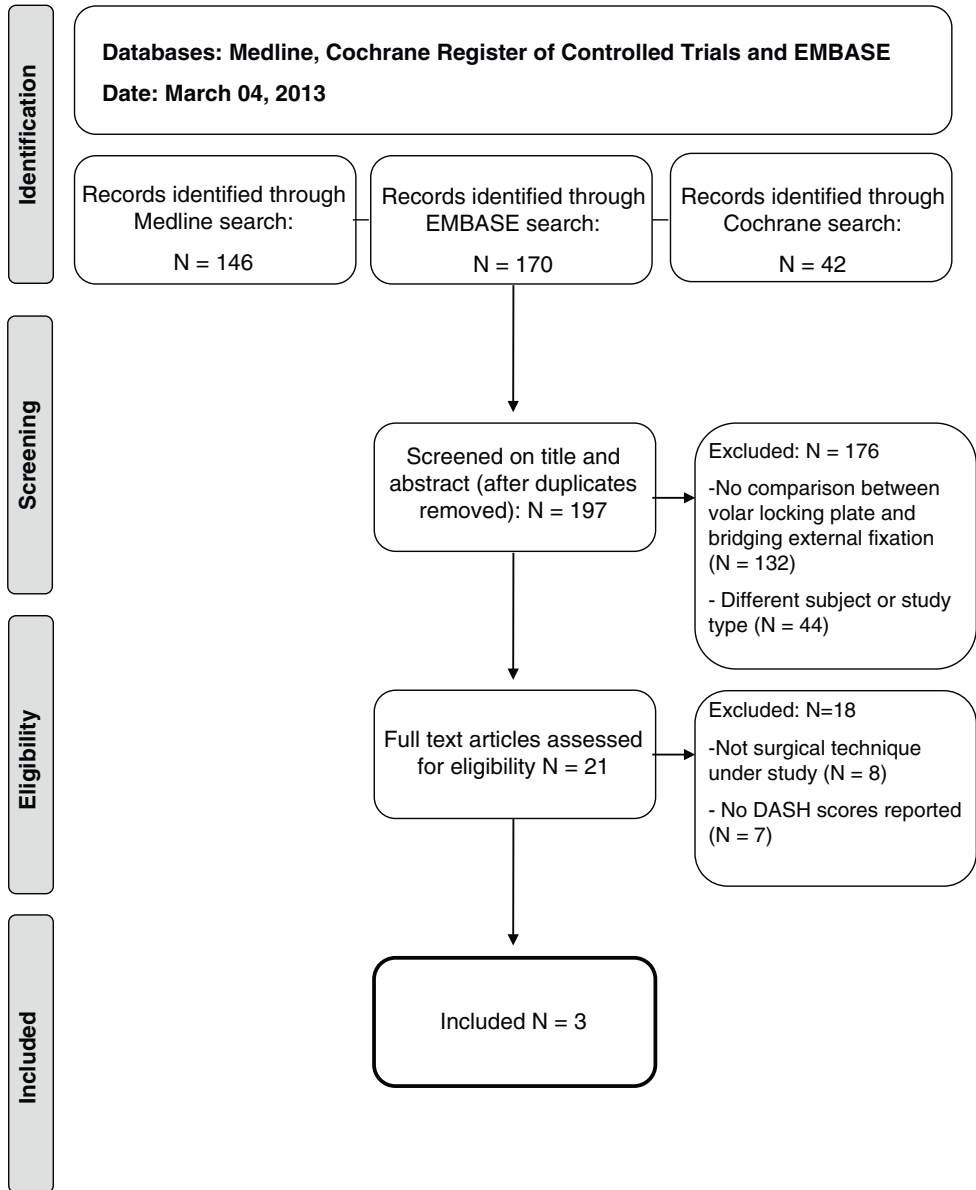 Identification
Databases: Medline, Cochrane Register of Controlled Trials and EMBASE
Date: March 04, 2013
Records identified through
Medline search:
N = 146
Records identified through
EMBASE search:
N = 170
Records identified through
Cochrane search:
N = 42
Screening
Screened on title and
abstract (after duplicates
removed): N = 197
Excluded: N = 176
-No comparison between
volar locking plate and
bridging external fixation
(N = 132)
- Different subject or study
type (N = 44)
Eligibility
Full text articles assessed
for eligibility N = 21
Excluded: N=18
-Not surgical technique
under study (N = 8)
- No DASH scores reported
(N = 7)
Included
Included N = 3